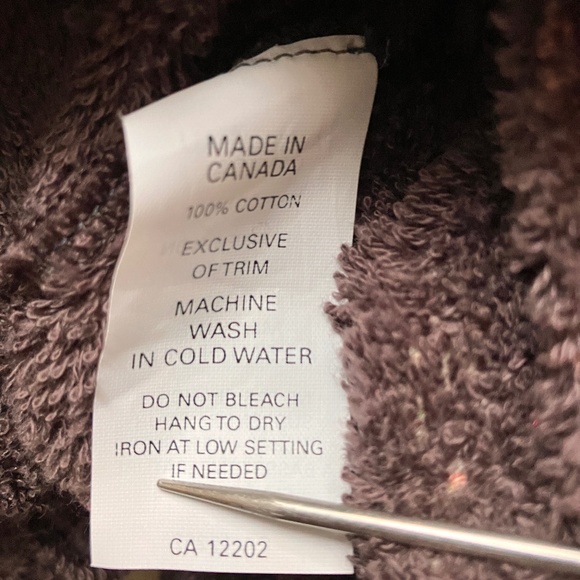 MADE IN
CANADA
100% COTTON
EXCLUSIVE
OF TRIM
MACHINE
WASH
IN COLD WATER
DO NOT BLEACH
HANG TO DRY
IRON AT LOW SETTING
IF NEEDED
CA 12202